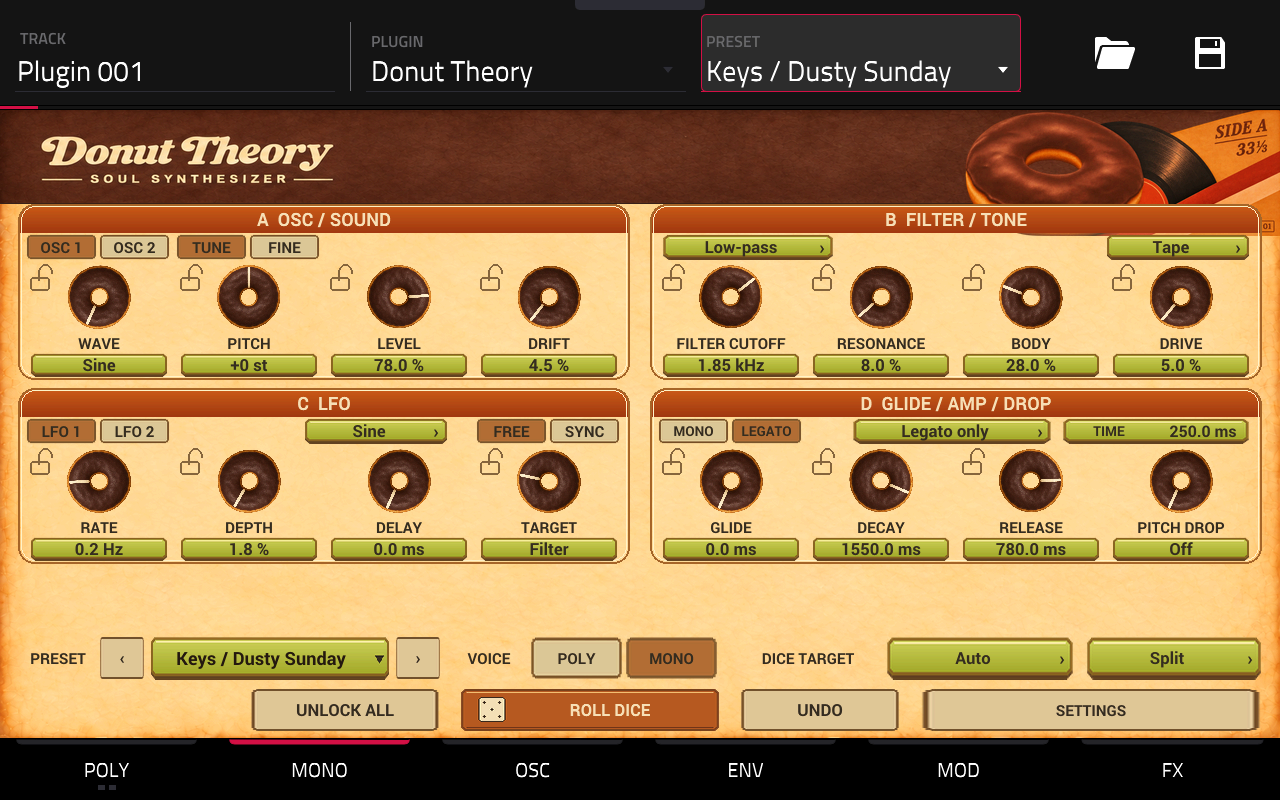 TRACK
Plugin 001
PLUGIN
Donut Theory
PRESET
Keys / Dusty Sunday
Donut Theory
SOUL SYNTHESIZER
SIDE A
33⅓
01
A OSC / SOUND
OSC 1 OSC 2 TUNE FINE
WAVE PITCH LEVEL DRIFT
Sine +0 st 78.0 % 4.5 %
B FILTER / TONE
Low-pass › Tape ›
FILTER CUTOFF RESONANCE BODY DRIVE
1.85 kHz 8.0 % 28.0 % 5.0 %
C LFO
LFO 1 LFO 2 Sine › FREE SYNC
RATE DEPTH DELAY TARGET
0.2 Hz 1.8 % 0.0 ms Filter
D GLIDE / AMP / DROP
MONO LEGATO Legato only › TIME 250.0 ms
GLIDE DECAY RELEASE PITCH DROP
0.0 ms 1550.0 ms 780.0 ms Off
PRESET ‹ Keys / Dusty Sunday ▼ › VOICE POLY MONO DICE TARGET Auto › Split ›
UNLOCK ALL ROLL DICE UNDO SETTINGS
POLY MONO OSC ENV MOD FX